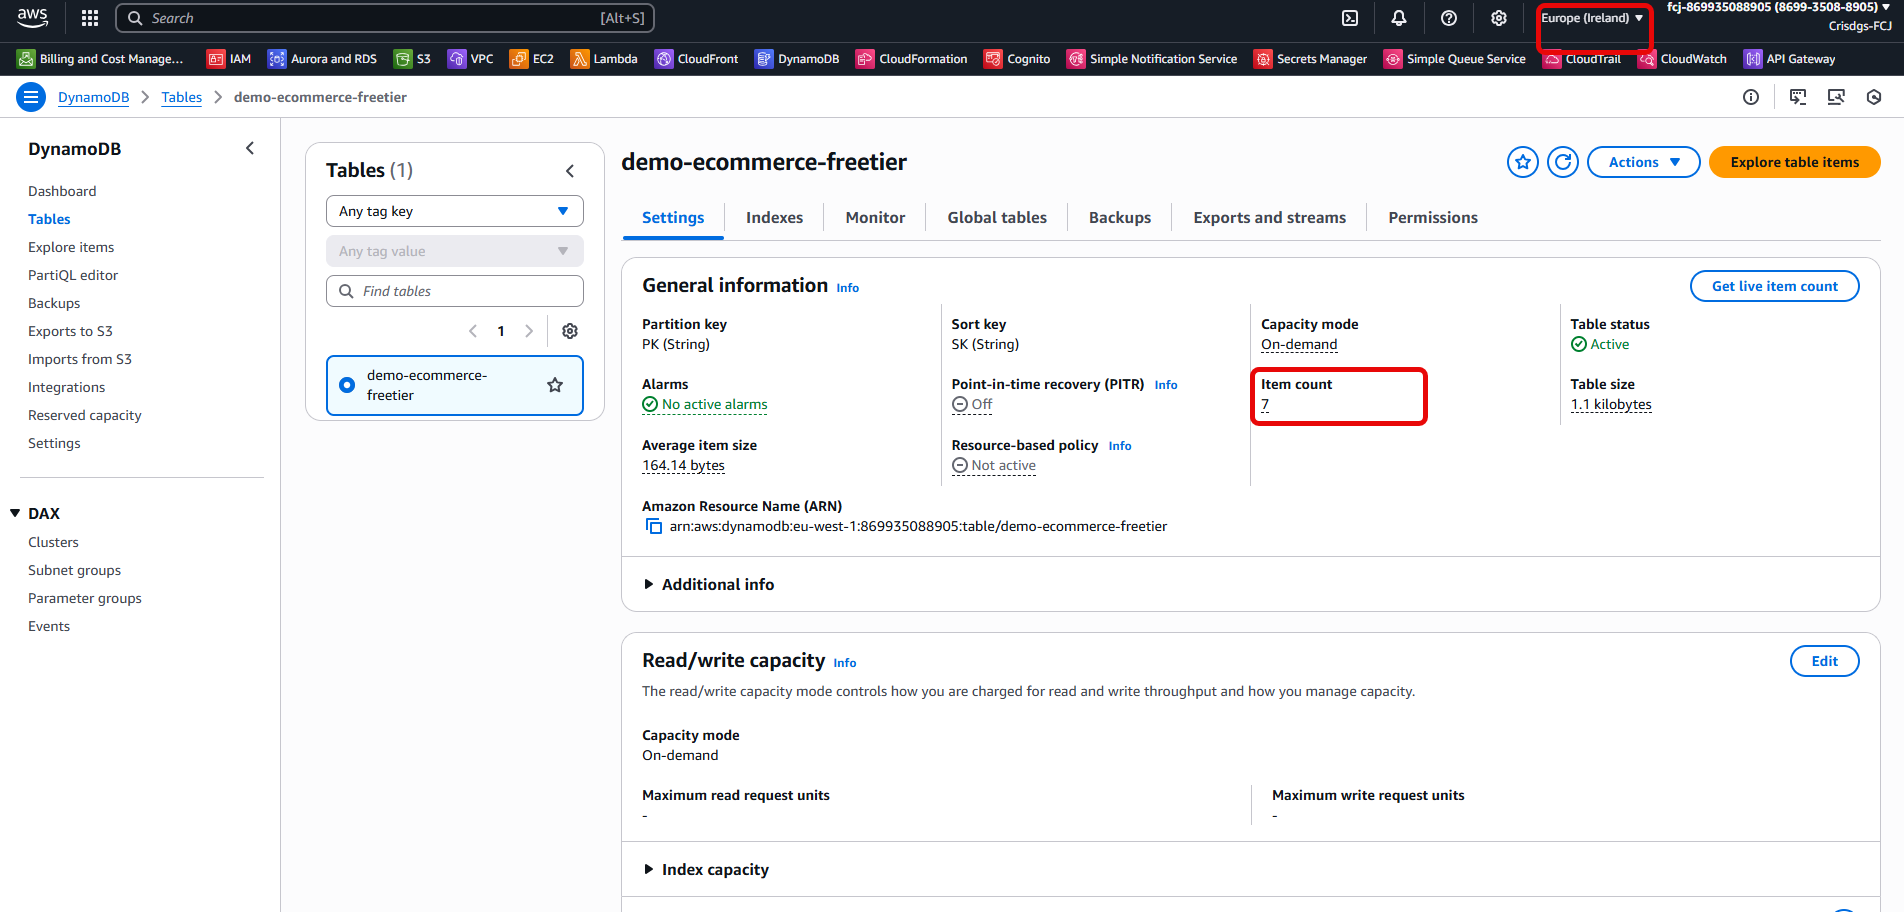 aws
Search [Alt+S]
Europe (Ireland)
fcj-869935088905 (8699-3508-8905)
Crisdgs-FCJ
Billing and Cost Manage...
IAM
Aurora and RDS
S3
VPC
EC2
Lambda
CloudFront
DynamoDB
CloudFormation
Cognito
Simple Notification Service
Secrets Manager
Simple Queue Service
CloudTrail
CloudWatch
API Gateway
DynamoDB
Tables
demo-ecommerce-freetier
DynamoDB
Dashboard
Tables
Explore items
PartiQL editor
Backups
Exports to S3
Imports from S3
Integrations
Reserved capacity
Settings
DAX
Clusters
Subnet groups
Parameter groups
Events
Tables (1)
Any tag key
Any tag value
Find tables
1
demo-ecommerce-
freetier
demo-ecommerce-freetier
Actions
Explore table items
Settings
Indexes
Monitor
Global tables
Backups
Exports and streams
Permissions
General information Info
Get live item count
Partition key
PK (String)
Sort key
SK (String)
Capacity mode
On-demand
Table status
Active
Alarms
No active alarms
Point-in-time recovery (PITR) Info
Off
Item count
7
Table size
1.1 kilobytes
Average item size
164.14 bytes
Resource-based policy Info
Not active
Amazon Resource Name (ARN)
arn:aws:dynamodb:eu-west-1:869935088905:table/demo-ecommerce-freetier
Additional info
Read/write capacity Info
Edit
The read/write capacity mode controls how you are charged for read and write throughput and how you manage capacity.
Capacity mode
On-demand
Maximum read request units
-
Maximum write request units
-
Index capacity